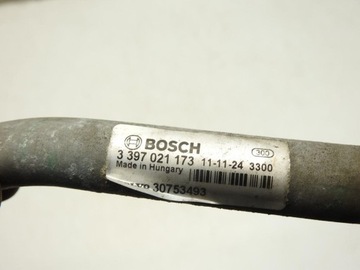 BOSCH
3 397 021 173 11-11-24 3300
Made in Hungary
30753493